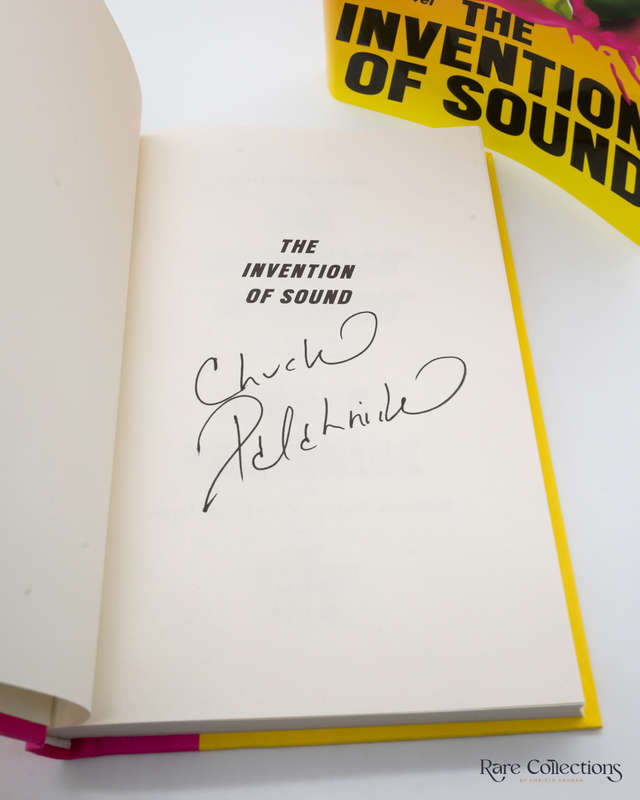 THE
INVENTION
OF SOUND
THE
INVENTION
OF SOUND
Chuck
Palahniuk
Rare Collections